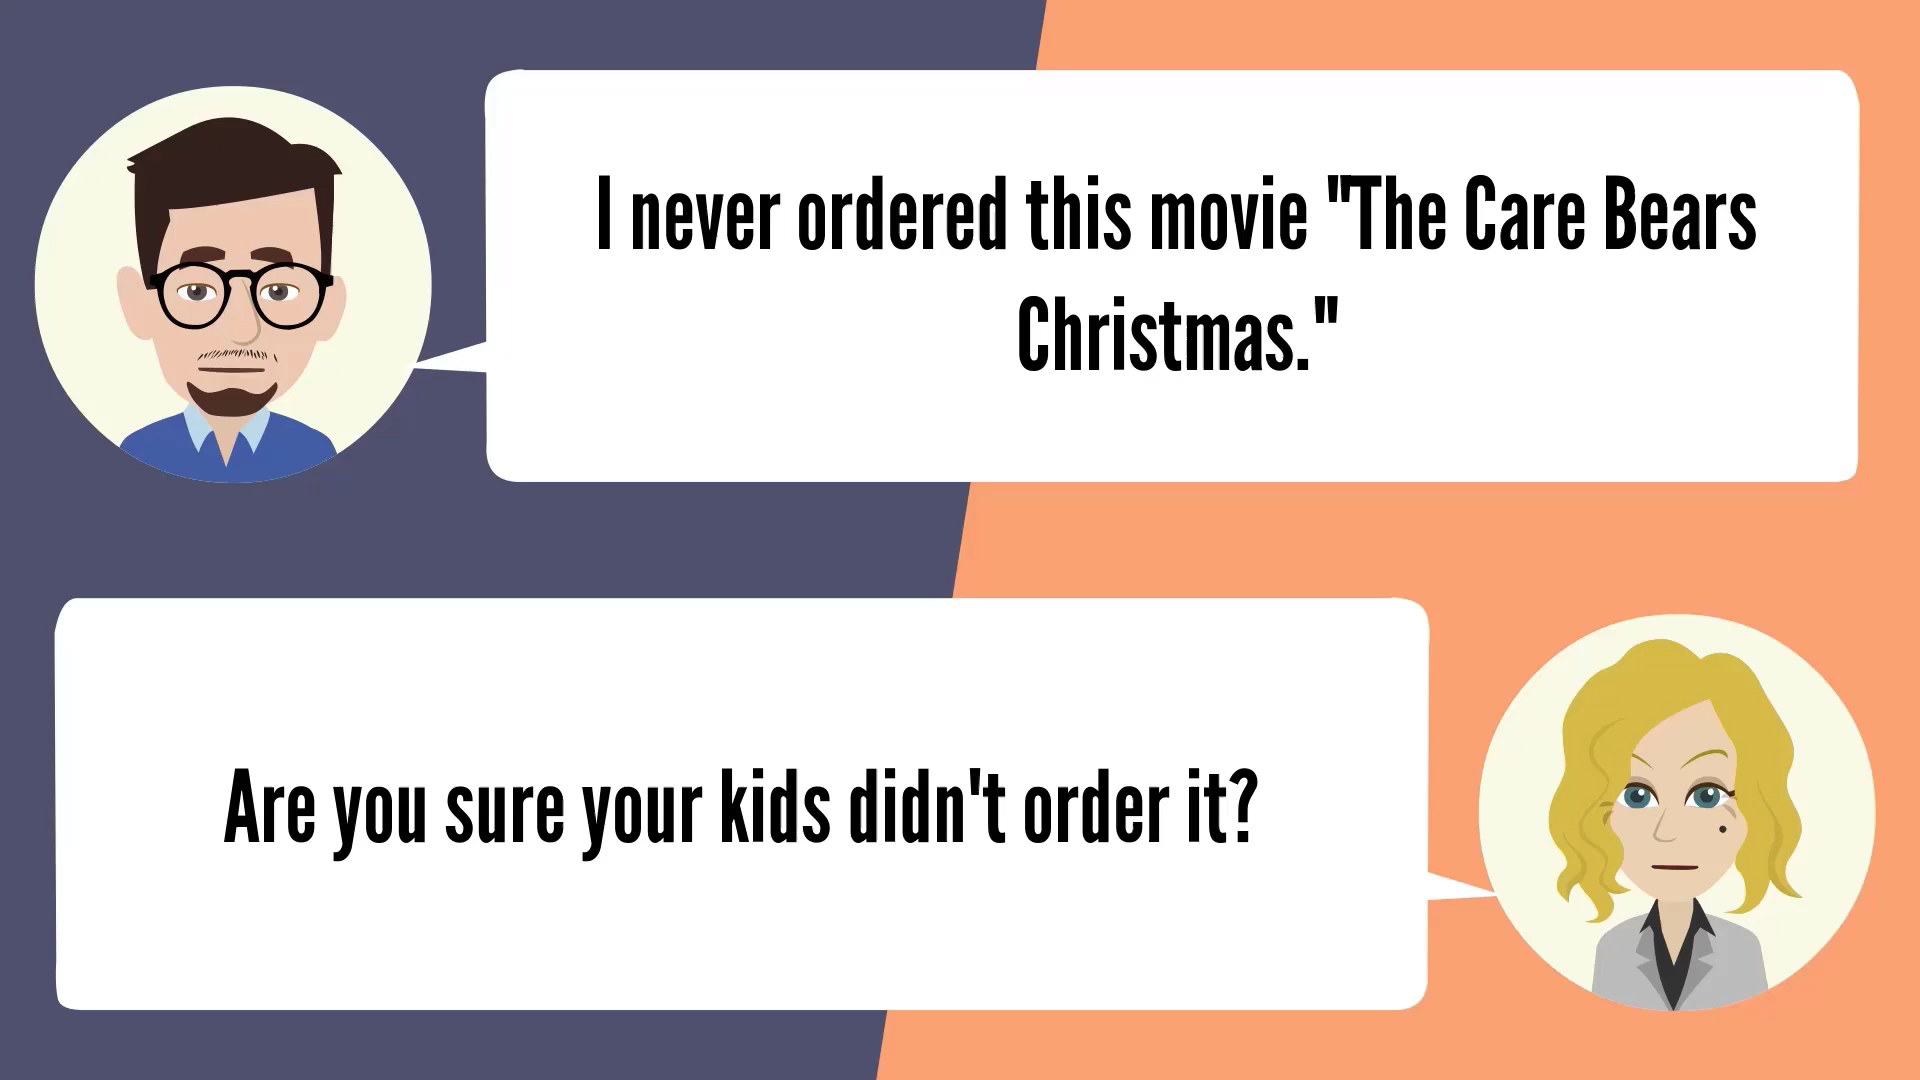 I never ordered this movie "The Care Bears
Christmas."
Are you sure your kids didn't order it?